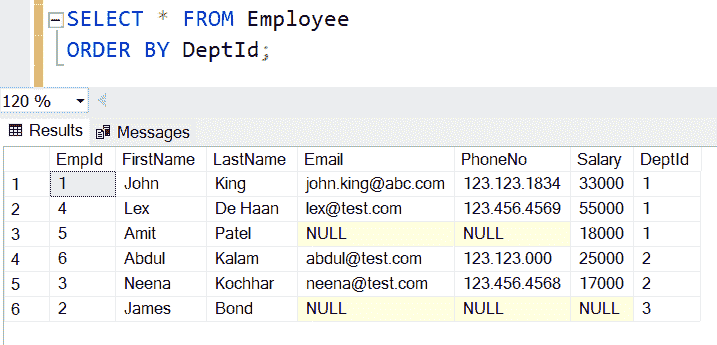 SELECT * FROM Employee
ORDER BY DeptId;
120 %
Results Messages
EmpId FirstName LastName Email PhoneNo Salary DeptId
1 1 John King john.king@abc.com 123.123.1834 33000 1
2 4 Lex De Haan lex@test.com 123.456.4569 55000 1
3 5 Amit Patel NULL NULL 18000 1
4 6 Abdul Kalam abdul@test.com 123.123.000 25000 2
5 3 Neena Kochhar neena@test.com 123.456.4568 17000 2
6 2 James Bond NULL NULL NULL 3